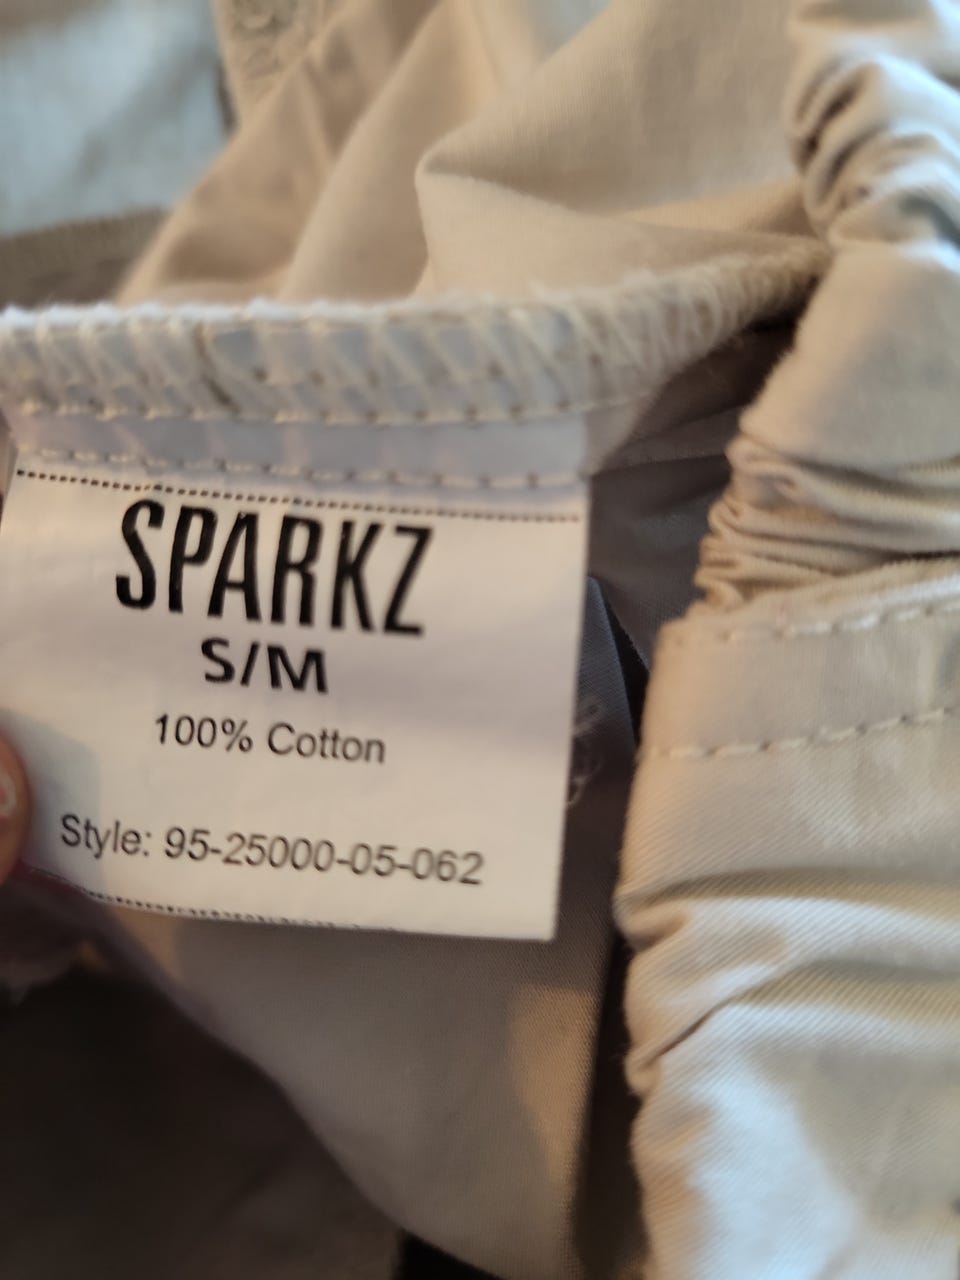 SPARKZ
S/M
100% Cotton
Style: 95-25000-05-062